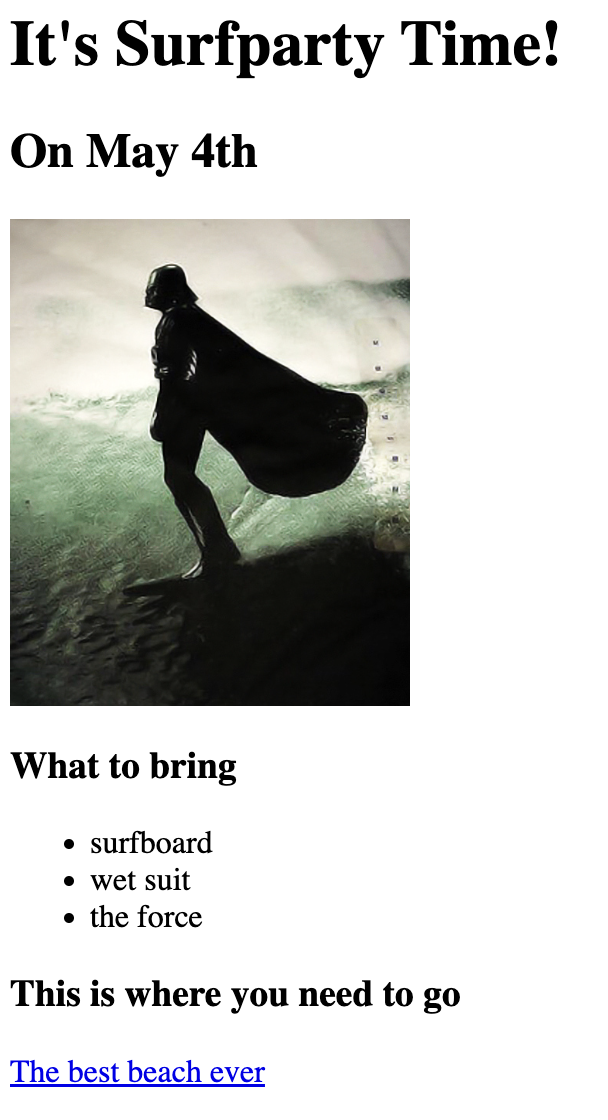 It's Surfparty Time!
On May 4th
What to bring
surfboard
wet suit
the force
This is where you need to go
The best beach ever